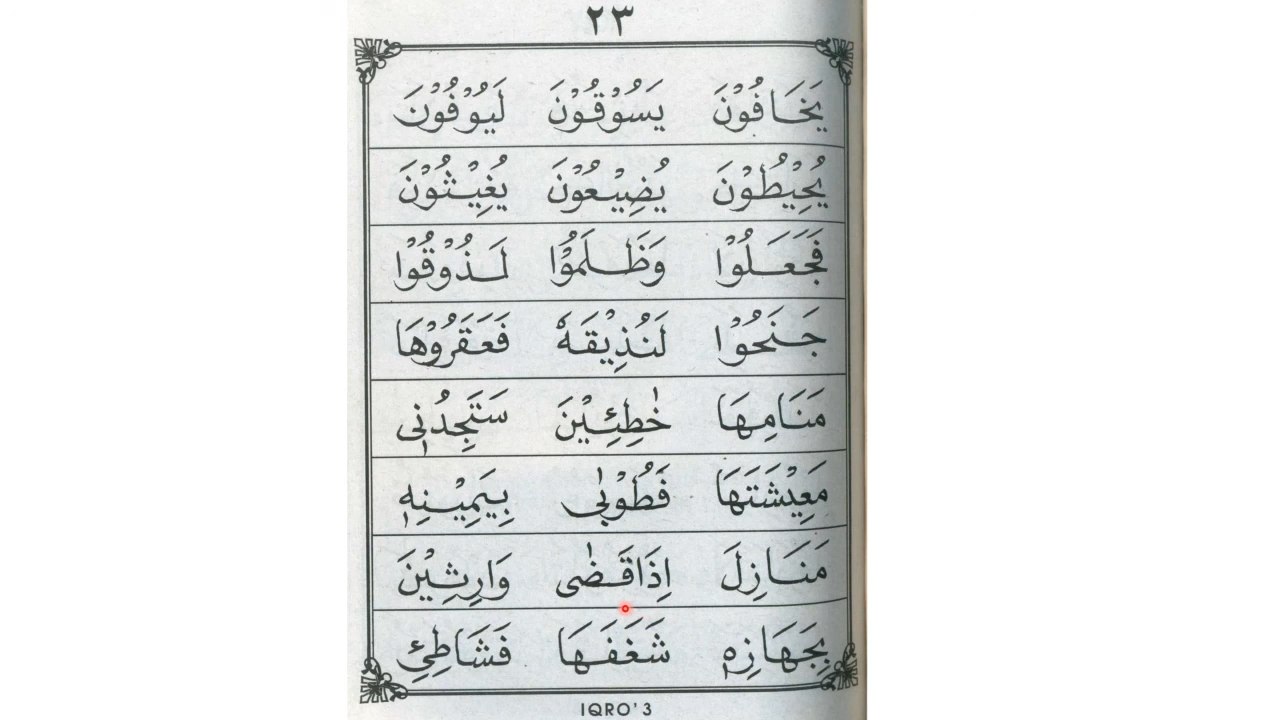 ٢٣
يَخَافُوْنَ يَسُوْقُوْنَ لَيُوْفُوْنَ
يُحِيْطُوْنَ يُضِيْعُوْنَ يُغِيْثُوْنَ
فَجَعَلُوْا وَظَلَمُوْا لَذُوْقُوْا
جَنَحُوْا لَنُذِيْقَهٗ فَعَقَرُوْهَا
مَنَامِهَا خٰطِئِيْنَ سَتَجِدُنِٖى
مَعِيْشَتَهَا فَطُوْبٰى بِيَمِيْنِهٖ
مَنَازِلَ اِذَاقَضٰى وَارِثِيْنَ
بِجَهَازِهِ شَغَفَهَا فَشَاطِئِ
IQRO' 3